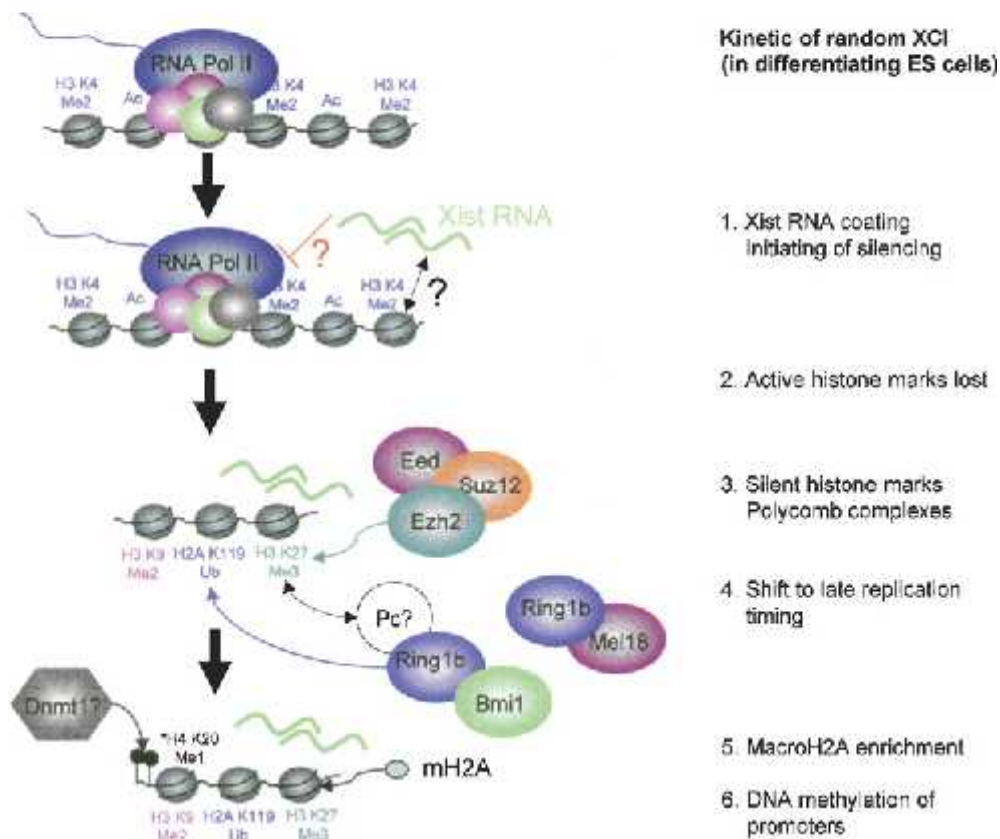 Kinetic of random XCI
(in differentiating ES cells)
RNA Pol II
H3 K4
Me2
Ac
3 K4
Me2
Ac
H3 K4
Me2
Xist RNA
?
RNA Pol II
H3 K4
Me2
Ac
K4
Me2
Ac
H3 K4
Me2
?
1. Xist RNA coating
Initiating of silencing
2. Active histone marks lost
Eed
Suz12
Ezh2
3. Silent histone marks
Polycomb complexes
H3 K9
Me2
H2A K119
Ub
H3 K27
Me3
4. Shift to late replication
timing
Pc?
Ring1b
Bmi1
Ring1b
Mel18
Dnmt1?
*H4 K20
Me1
mH2A
5. MacroH2A enrichment
H3 K9
Me2
H2A K119
Ub
H3 K27
Me3
6. DNA methylation of
promoters